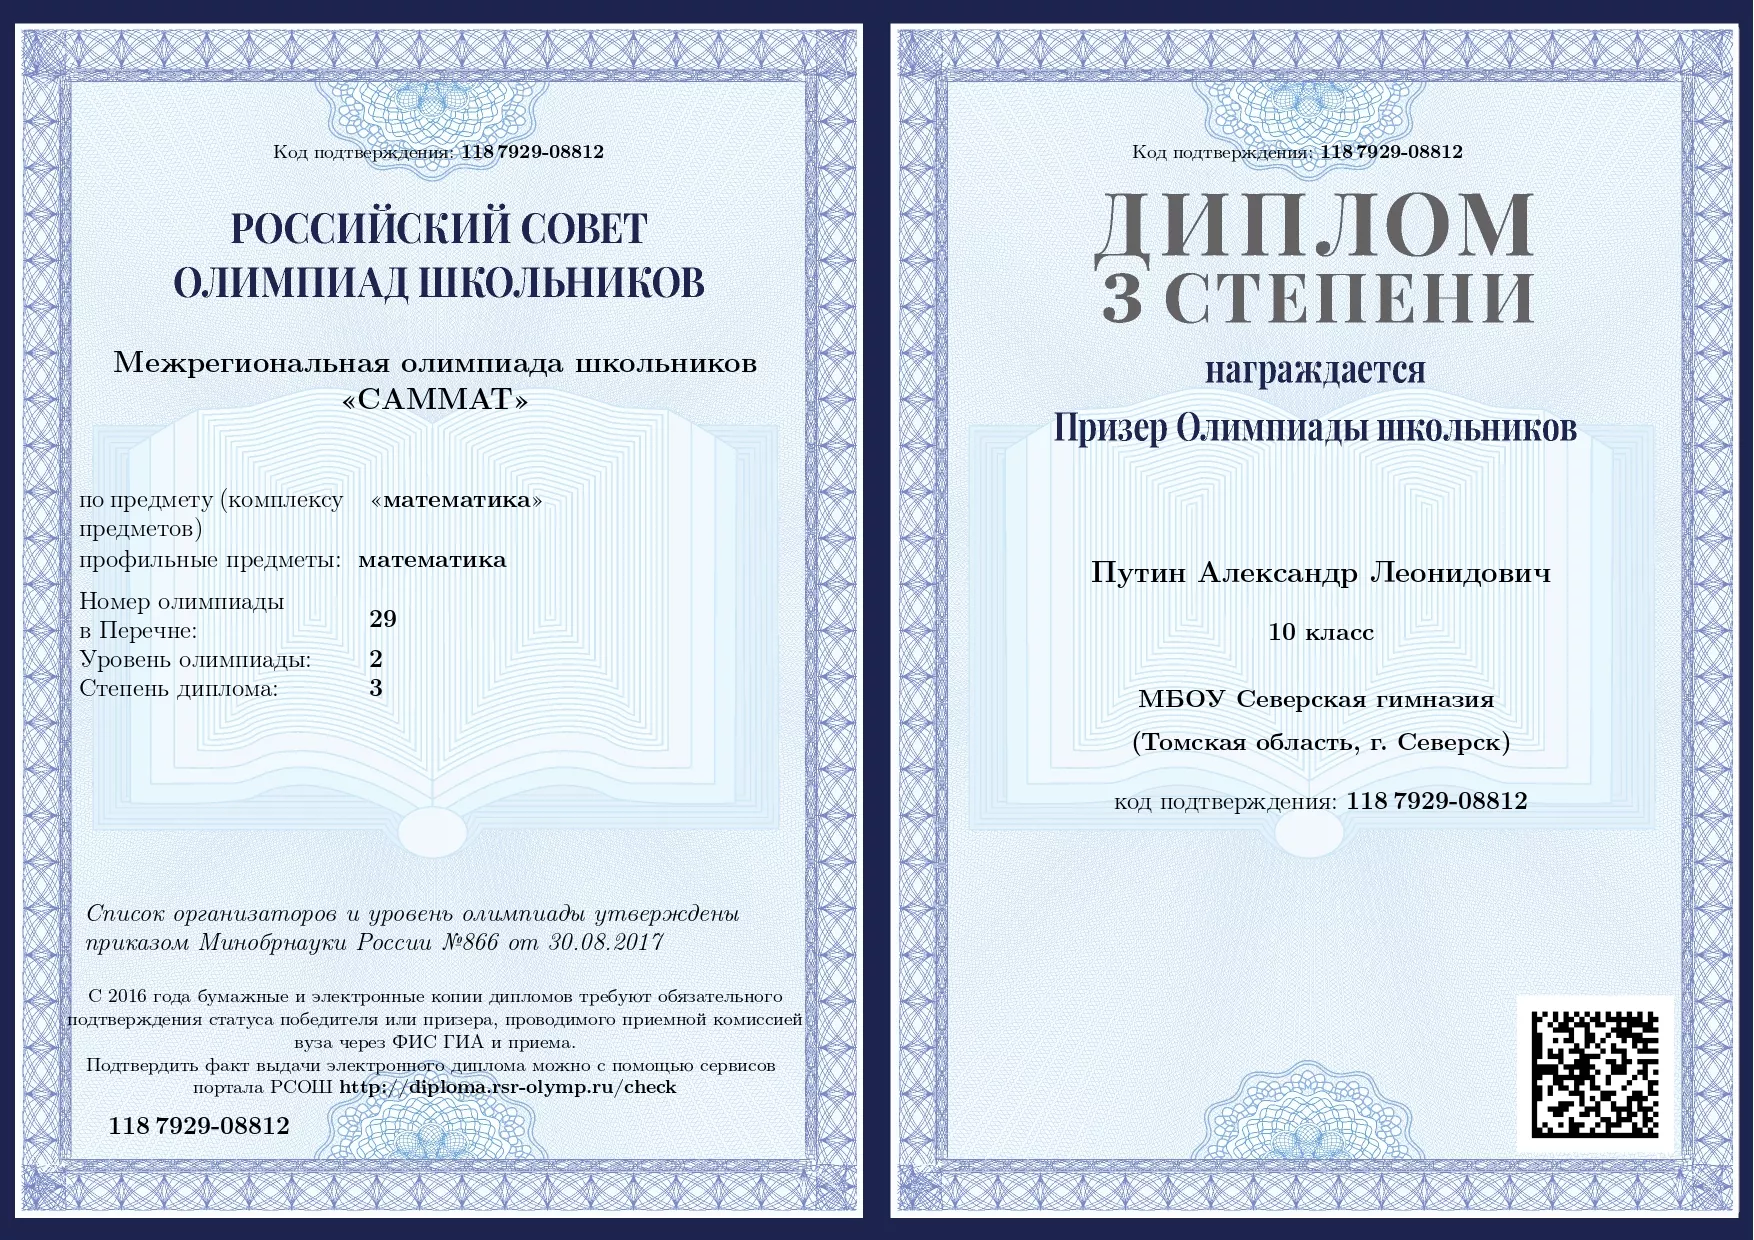 Код подтверждения: 118 7929-08812
РОССИЙСКИЙ СОВЕТ
ОЛИМПИАД ШКОЛЬНИКОВ
Межрегиональная олимпиада школьников
«САММАТ»
по предмету (комплексу «математика»
предметов)
профильные предметы: математика
Номер олимпиады
в Перечне: 29
Уровень олимпиады: 2
Степень диплома: 3
Список организаторов и уровень олимпиады утверждены
приказом Минобрнауки России №866 от 30.08.2017
С 2016 года бумажные и электронные копии дипломов требуют обязательного
подтверждения статуса победителя или призера, проводимого приемной комиссией
вуза через ФИС ГИА и приема.
Подтвердить факт выдачи электронного диплома можно с помощью сервисов
портала РСОШ http://diploma.rsr-olymp.ru/check
118 7929-08812
Код подтверждения: 118 7929-08812
ДИПЛОМ
3 СТЕПЕНИ
награждается
Призер Олимпиады школьников
Путин Александр Леонидович
10 класс
МБОУ Северская гимназия
(Томская область, г. Северск)
код подтверждения: 118 7929-08812